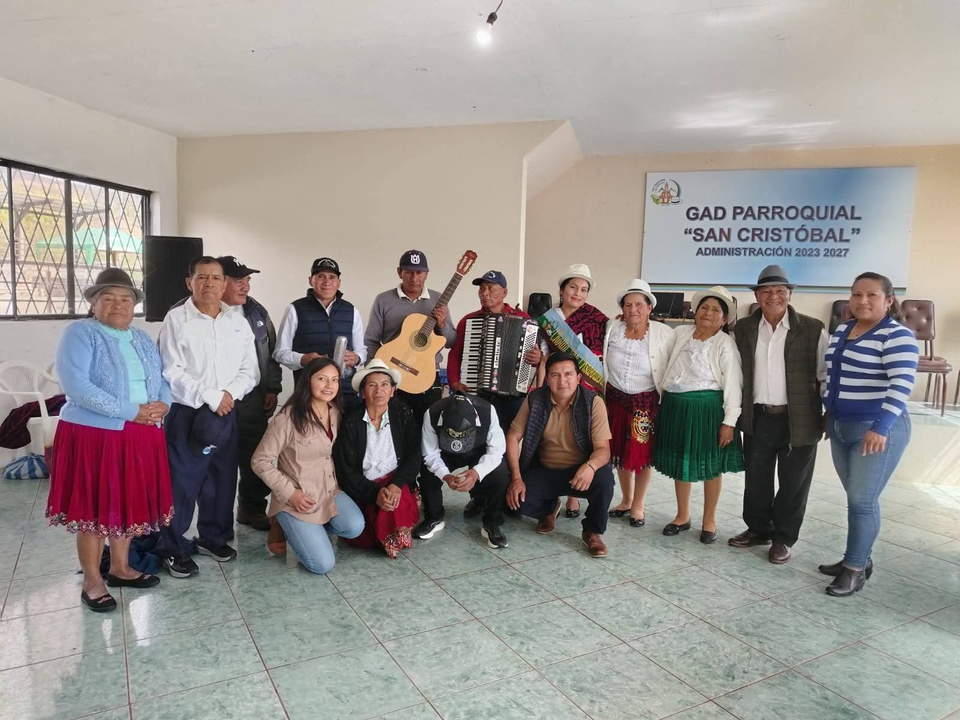 GAD PARROQUIAL
“SAN CRISTÓBAL”
ADMINISTRACIÓN 2023 2027